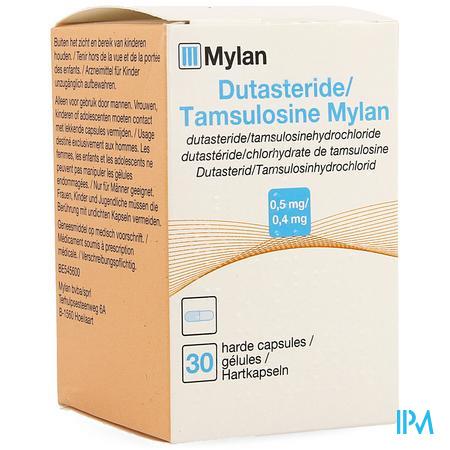 Buiten het zicht en bereik van kinderen
houden. / Tenir hors de la vue et de la portée
des enfants. / Arzneimittel für Kinder
unzugänglich aufbewahren.
Alleen voor gebruik door mannen. Vrouwen,
kinderen of adolescenten moeten contact
met lekkende capsules vermijden. / Usage
destiné exclusivement aux hommes. Les
femmes, les enfants et les adolescents ne
peuvent pas manipuler les gélules
endommagées. / Nur für Männer geeignet.
Frauen, Kinder und Jugendliche müssen die
Berührung mit undichten Kapseln vermeiden.
Geneesmiddel op medisch voorschrift. /
Médicament soumis à prescription
médicale. / Verschreibungspflichtig.
BE545600
Mylan bvba/sprl
Terhulpsesteenweg 6A
B-1560 Hoeilaart
Mylan
Dutasteride/
Tamsulosine Mylan
dutasteride/tamsulosinehydrochloride
dutastéride/chlorhydrate de tamsulosine
Dutasterid/Tamsulosinhydrochlorid
0,5 mg/
0,4 mg
30
harde capsules /
gélules /
Hartkapseln
IPM